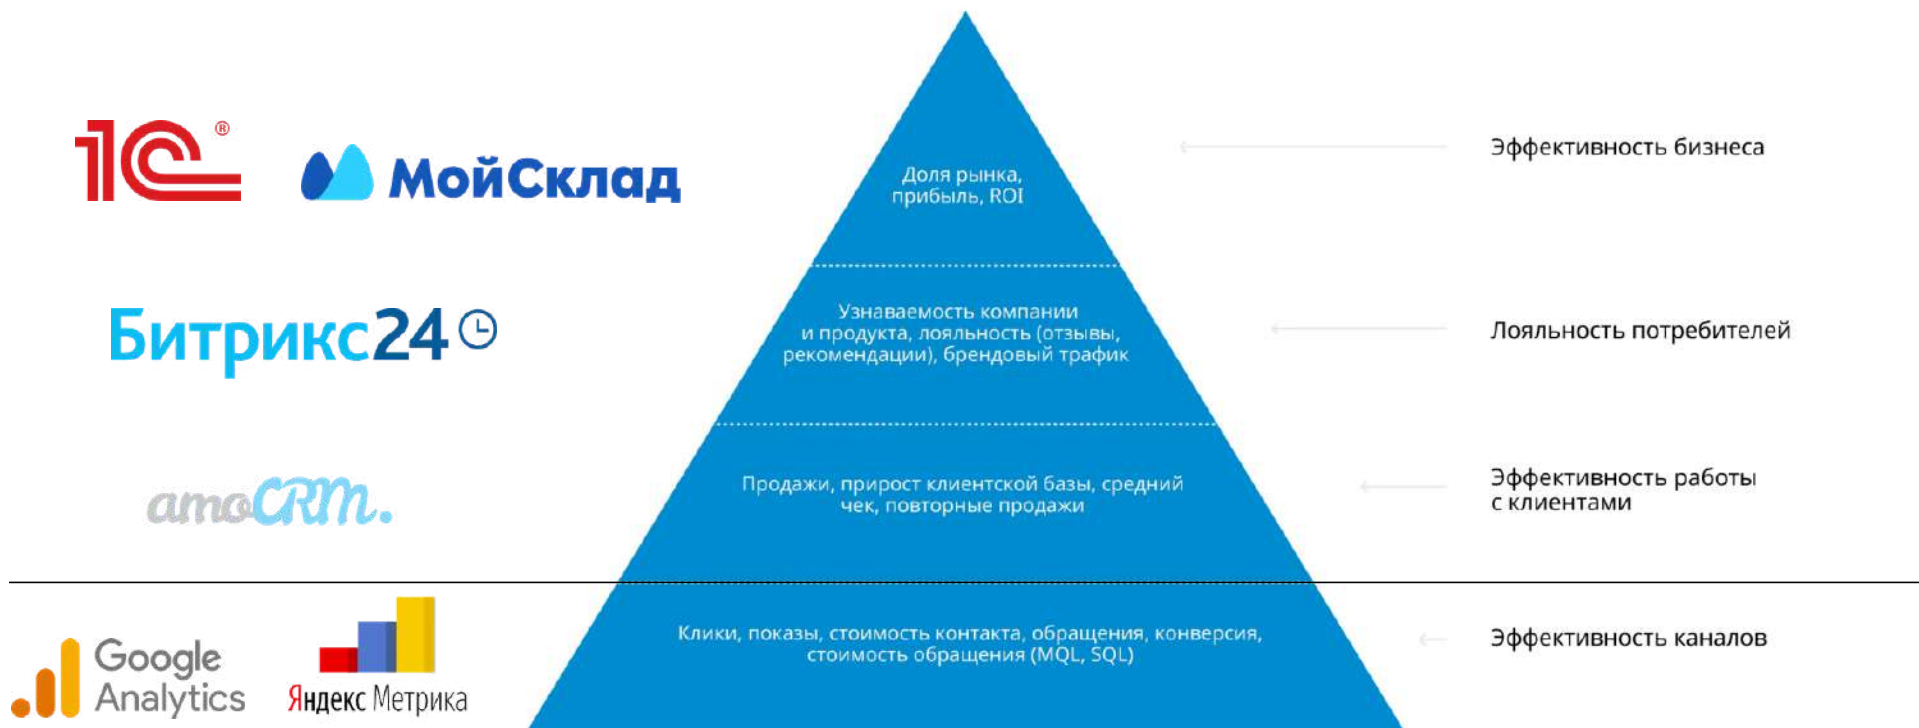 1С®
МойСклад
Доля рынка,
прибыль, ROI
Эффективность бизнеса
Битрикс24
Узнаваемость компании
и продукта, лояльность (отзывы,
рекомендации), брендовый трафик
Лояльность потребителей
amoCRM.
Продажи, прирост клиентской базы, средний
чек, повторные продажи
Эффективность работы
с клиентами
Google
Analytics
Яндекс Метрика
Клики, показы, стоимость контакта, обращения, конверсия,
стоимость обращения (MQL, SQL)
Эффективность каналов